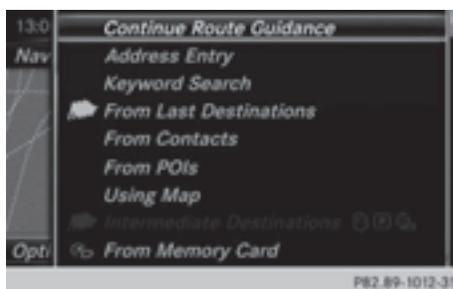 13:0
Continue Route Guidance
Nav
Address Entry
Keyword Search
From Last Destinations
From Contacts
From POIs
Using Map
Intermediate Destinations
Opti
From Memory Card
P82.89-1012-31